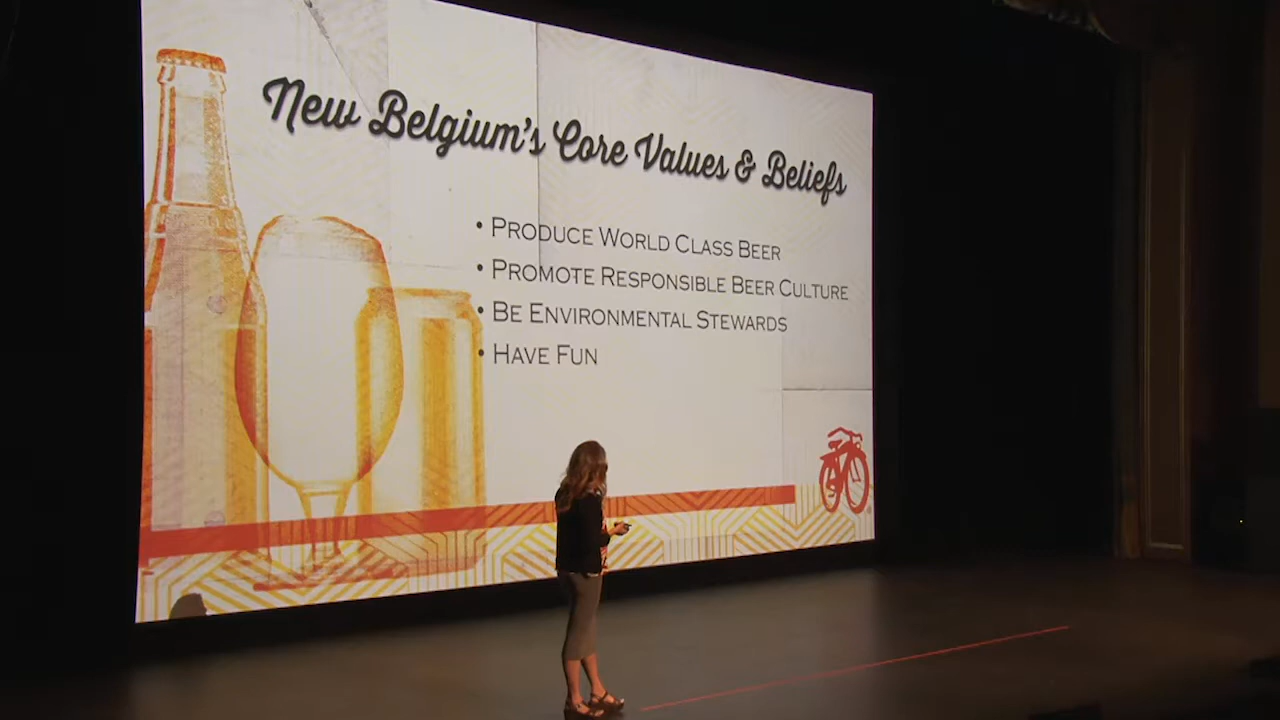 New Belgium's Core Values & Beliefs
• Produce World Class Beer
• Promote Responsible Beer Culture
• Be Environmental Stewards
• Have Fun